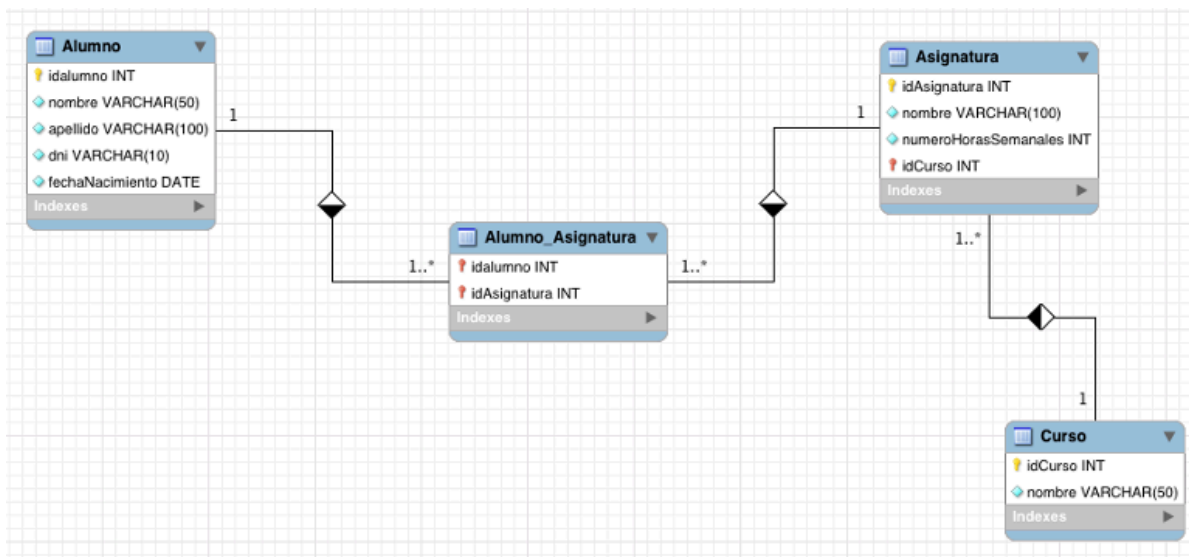 Alumno
idalumno INT
nombre VARCHAR(50)
apellido VARCHAR(100)
dni VARCHAR(10)
fechaNacimiento DATE
Indexes
1
1..*
Alumno_Asignatura
idalumno INT
idAsignatura INT
Indexes
1..*
1
Asignatura
idAsignatura INT
nombre VARCHAR(100)
numeroHorasSemanales INT
idCurso INT
Indexes
1..*
1
Curso
idCurso INT
nombre VARCHAR(50)
Indexes